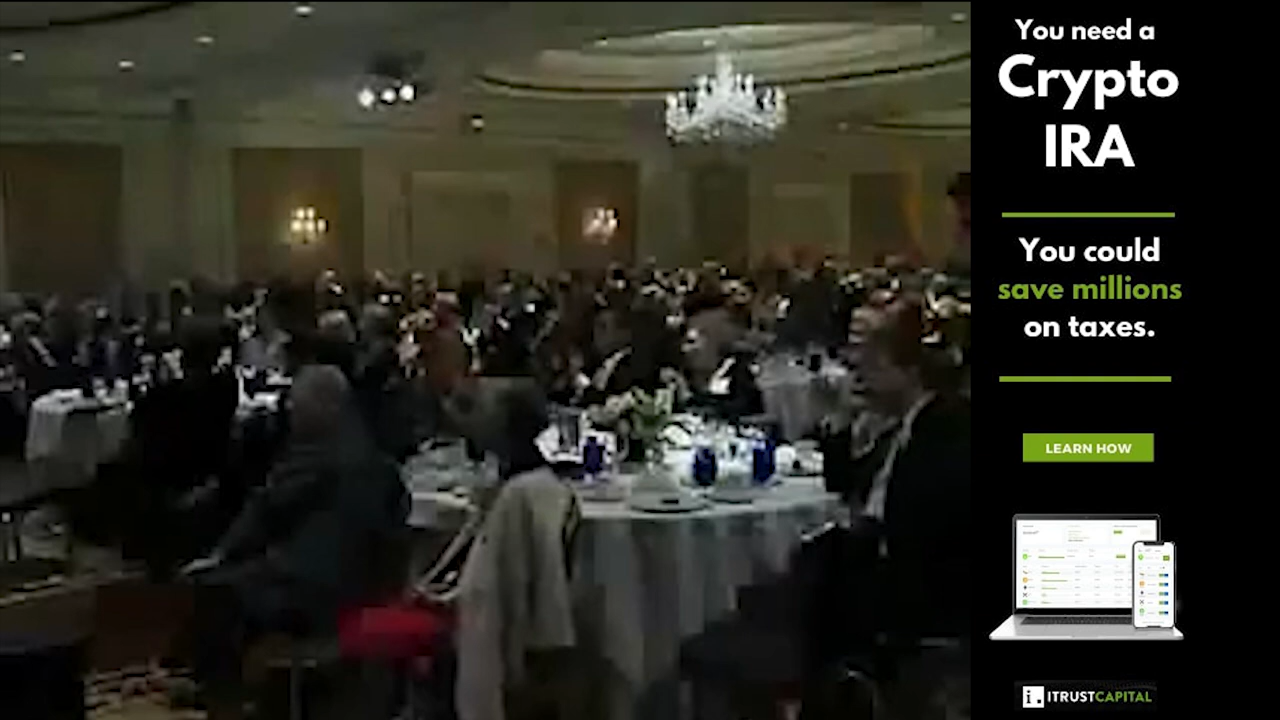 You need a
Crypto
IRA
You could
save millions
on taxes.
LEARN HOW
i. ITRUSTCAPITAL